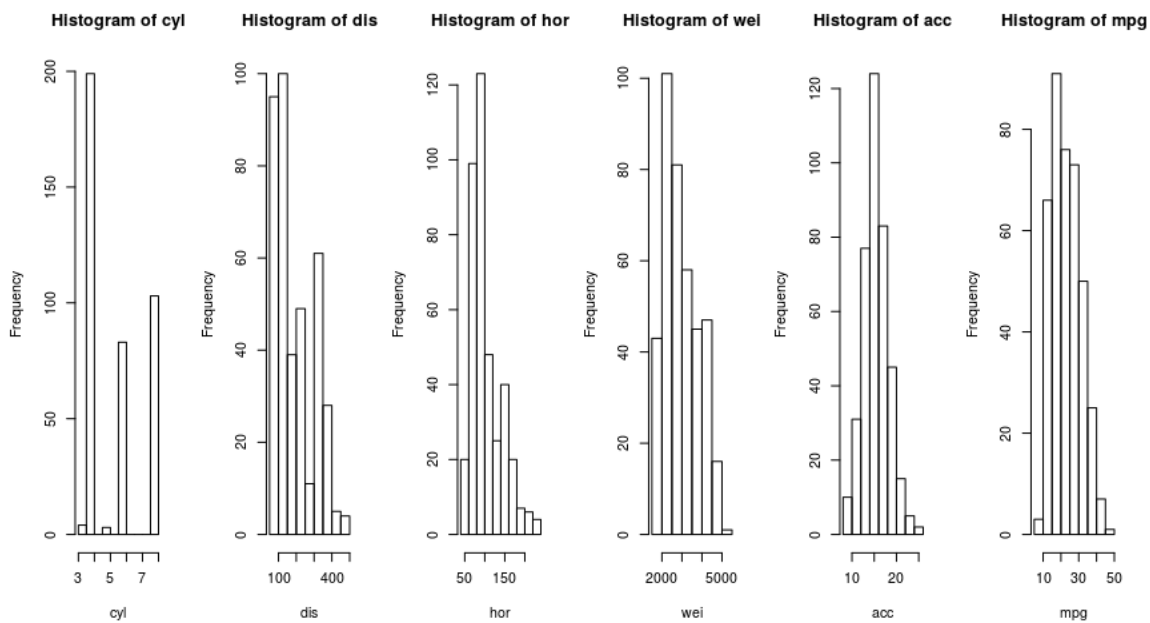 Histogram of cyl
Frequency
200
150
100
50
0
3 5 7
cyl
Histogram of dis
Frequency
100
80
60
40
20
0
100 400
dis
Histogram of hor
Frequency
120
100
80
60
40
20
0
50 150
hor
Histogram of wei
Frequency
100
80
60
40
20
0
2000 5000
wei
Histogram of acc
Frequency
120
100
80
60
40
20
0
10 20
acc
Histogram of mpg
Frequency
80
60
40
20
0
10 30 50
mpg